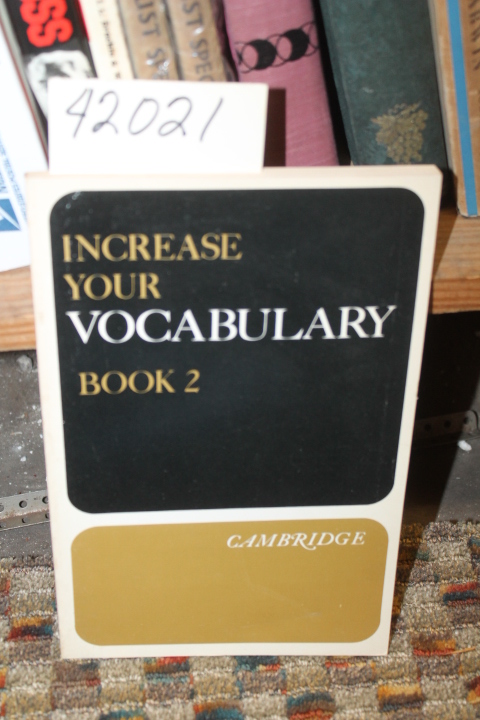 42021
INCREASE
YOUR
VOCABULARY
BOOK 2
CAMBRIDGE